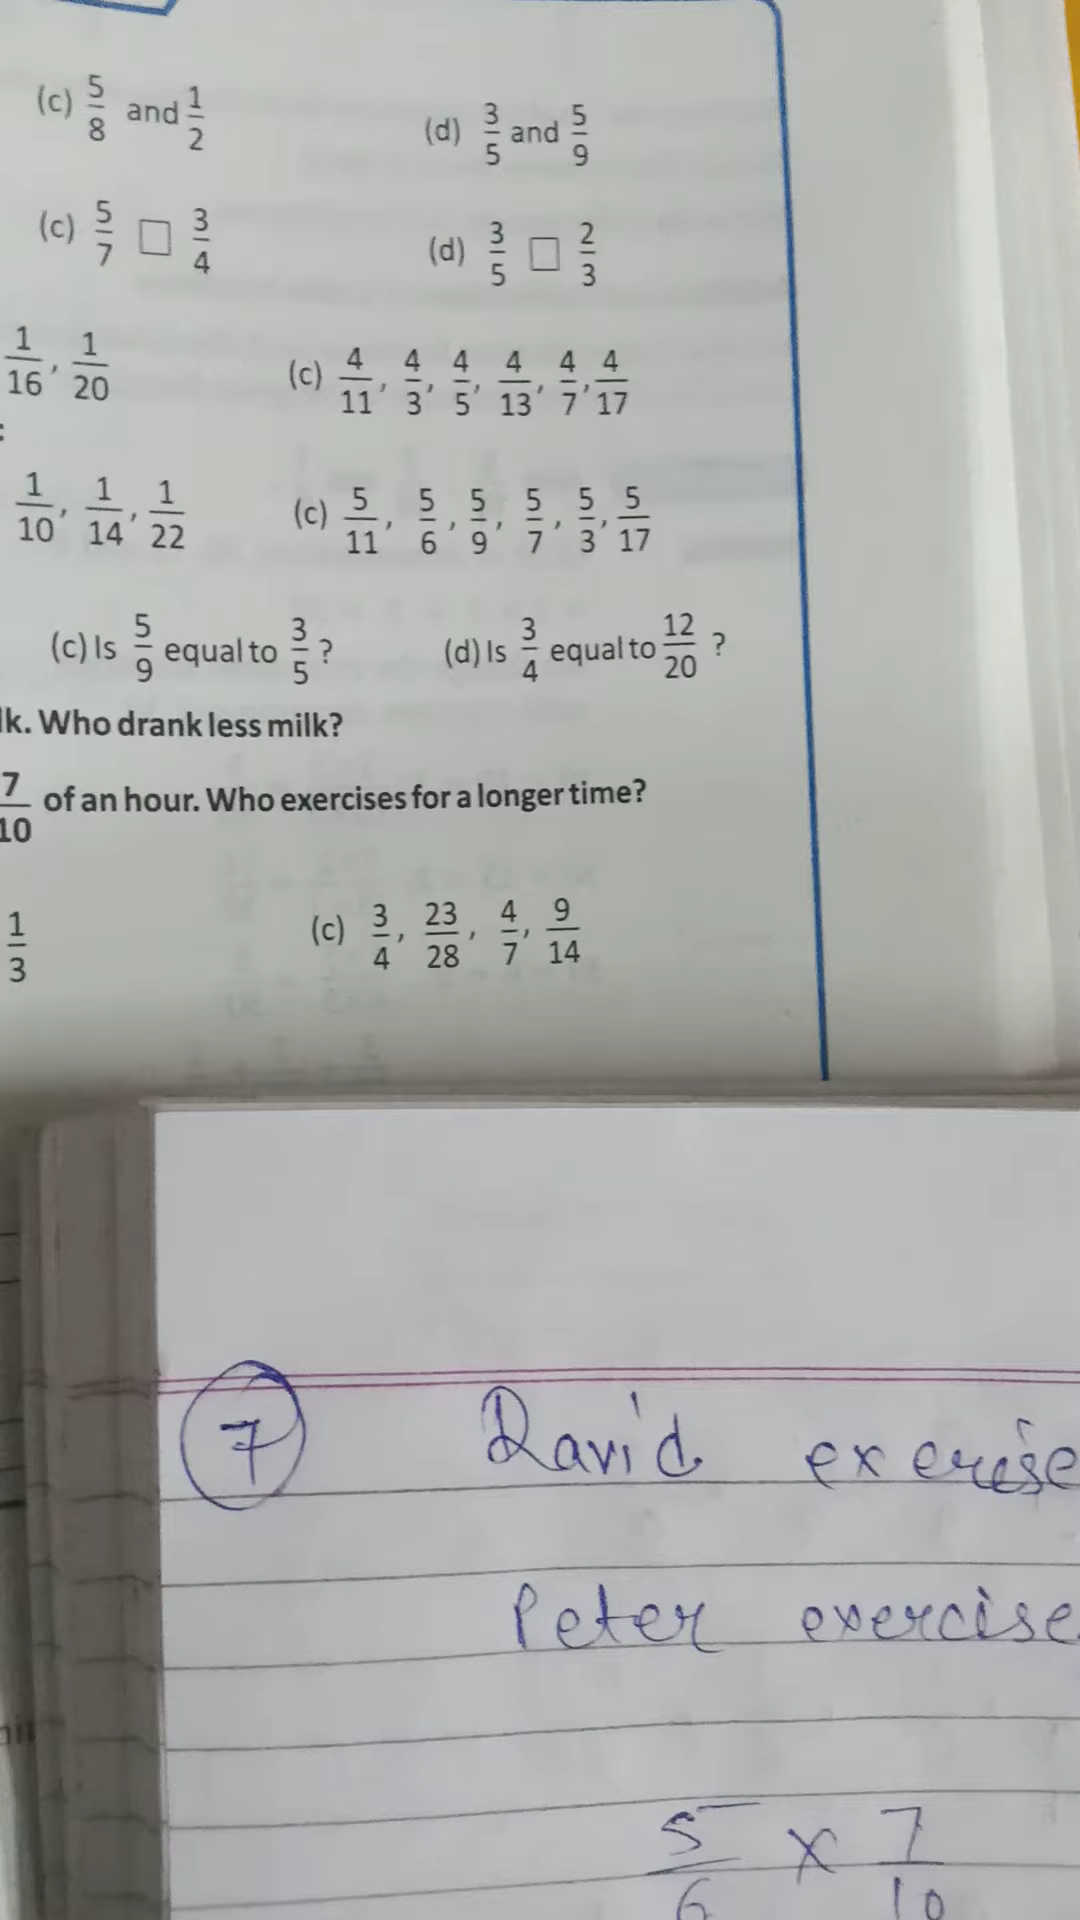 (c) 5/8 and 1/2 (d) 3/5 and 5/9
(c) 5/7 □ 3/4 (d) 3/5 □ 2/3
1/16, 1/20 (c) 4/11, 4/3, 4/5, 4/13, 4/7, 4/17
1/10, 1/14, 1/22 (c) 5/11, 5/6, 5/9, 5/7, 5/3, 5/17
(c) Is 5/9 equal to 3/5 ? (d) Is 3/4 equal to 12/20 ?
lk. Who drank less milk?
7/10 of an hour. Who exercises for a longer time?
1/3 (c) 3/4, 23/28, 4/7, 9/14
7 David exercise
Peter exercise
5/6 × 7/10